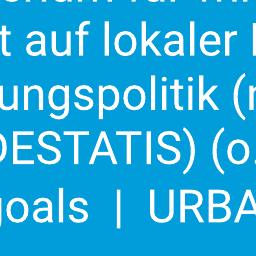 t auf lokaler
ungspolitik (
DESTATIS) (o.
goals | URBA